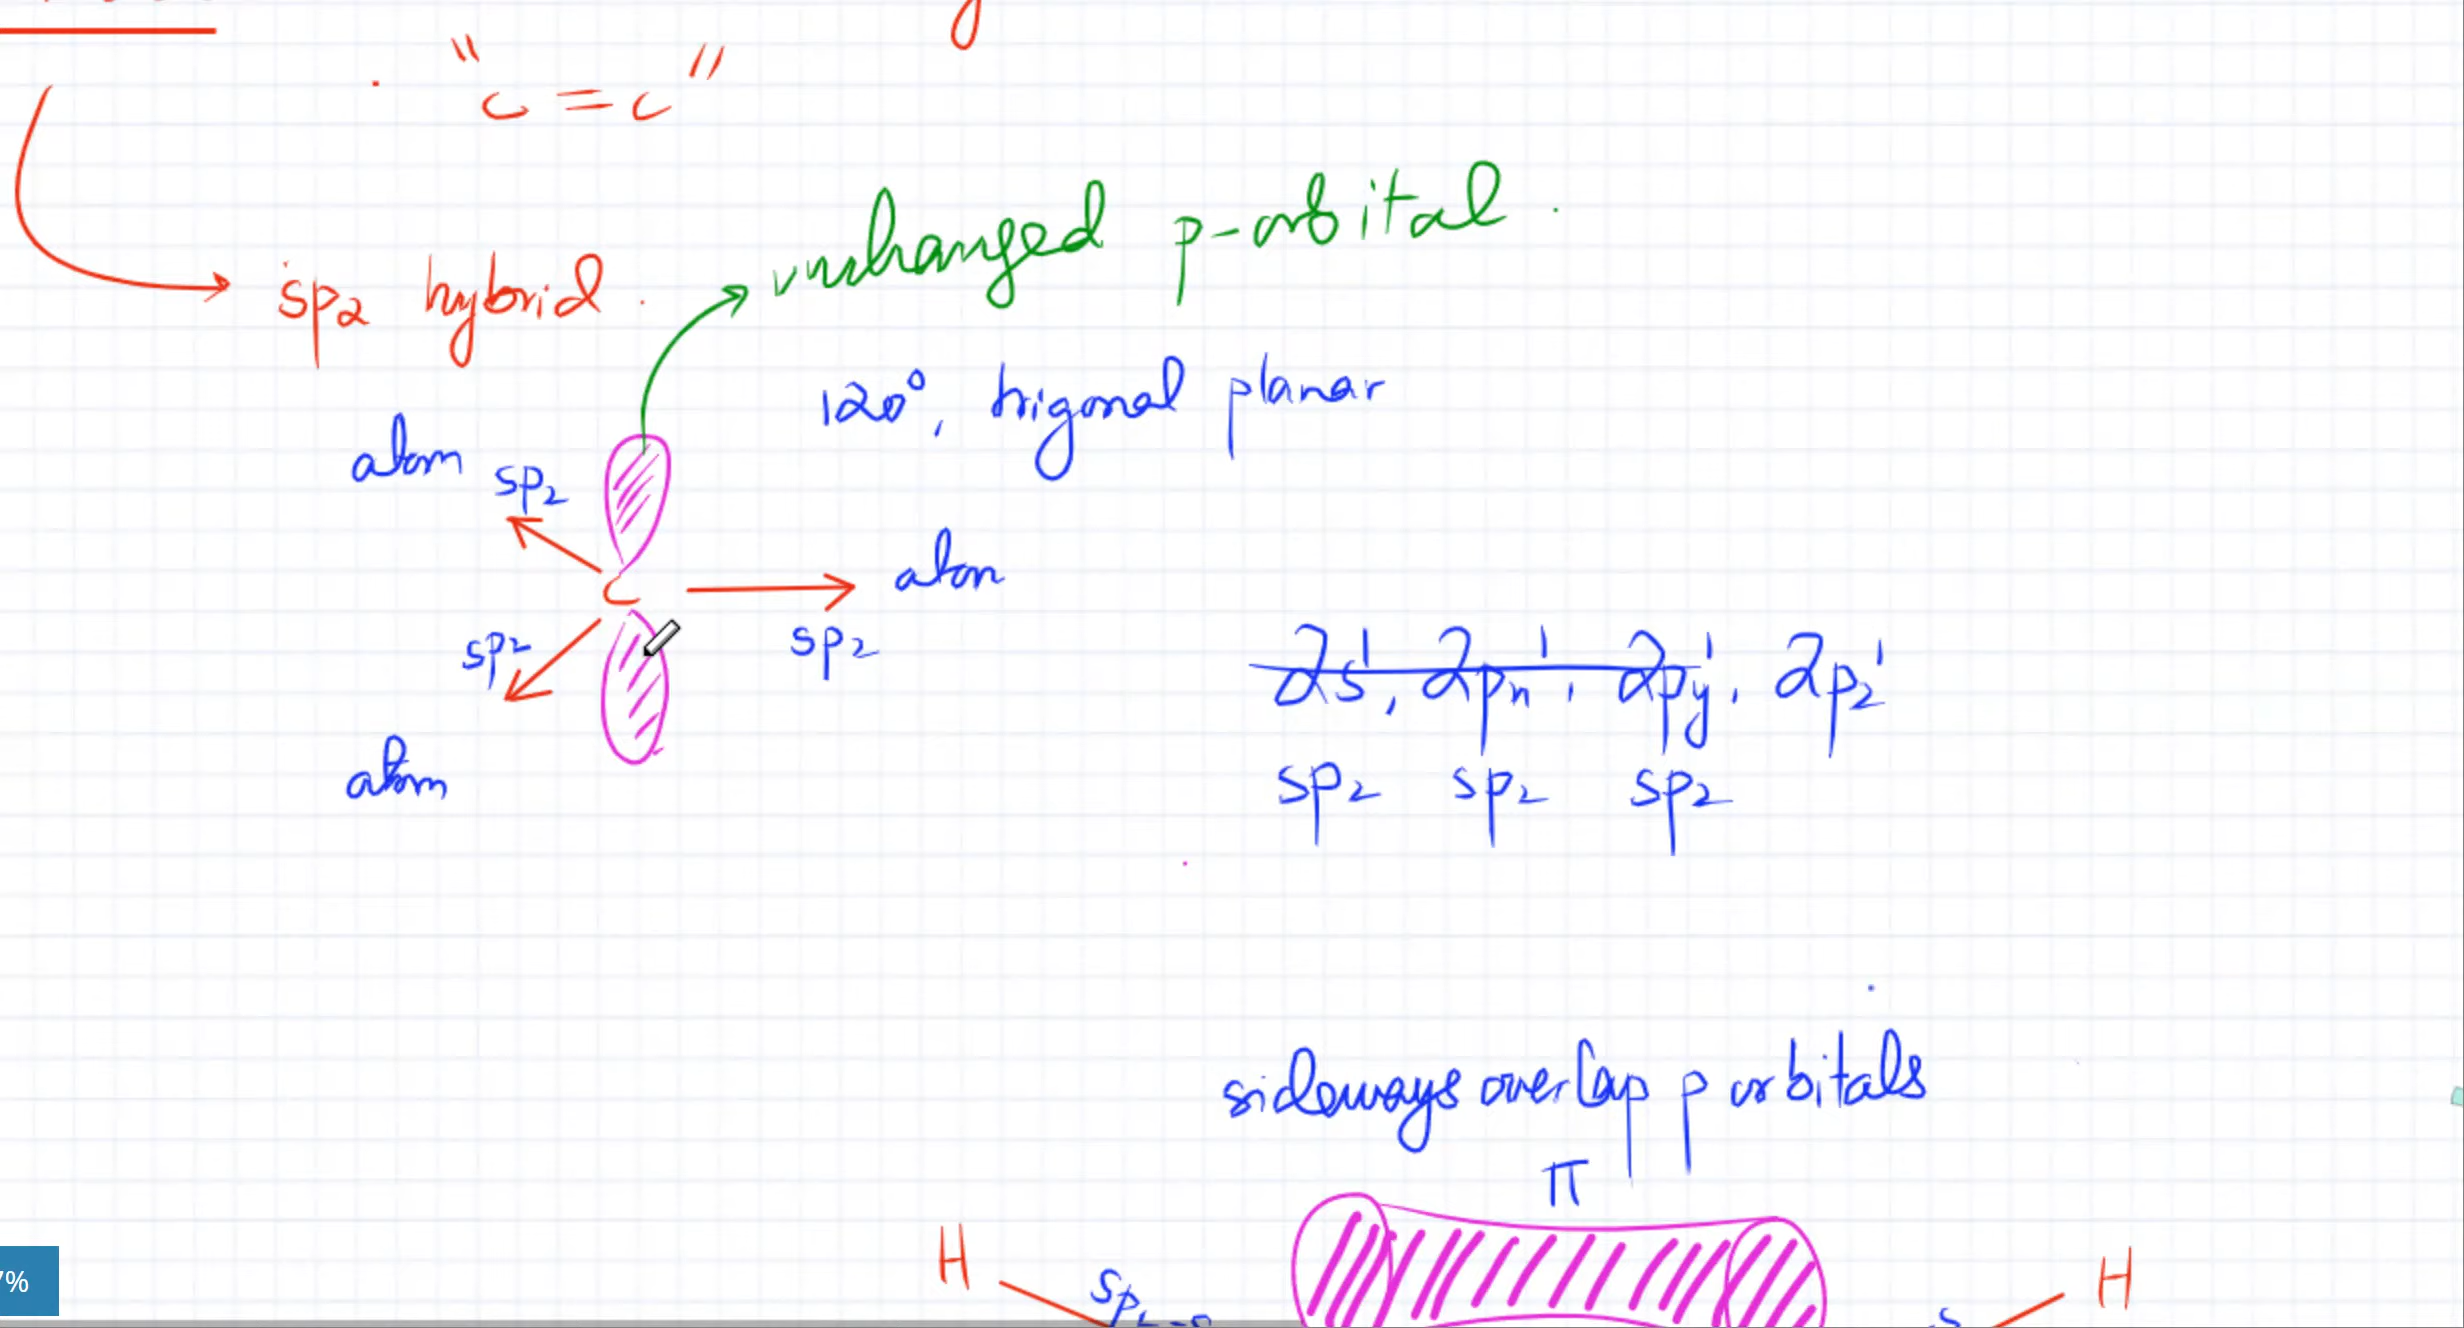 "C = C"
unchanged p-orbital.
sp2 hybrid.
120°, trigonal planar
atom sp2
C atom
sp2 sp2
atom
2s¹, 2px¹, 2py¹, 2pz¹
sp2 sp2 sp2
sideways overlap p orbitals
π
H H
7%